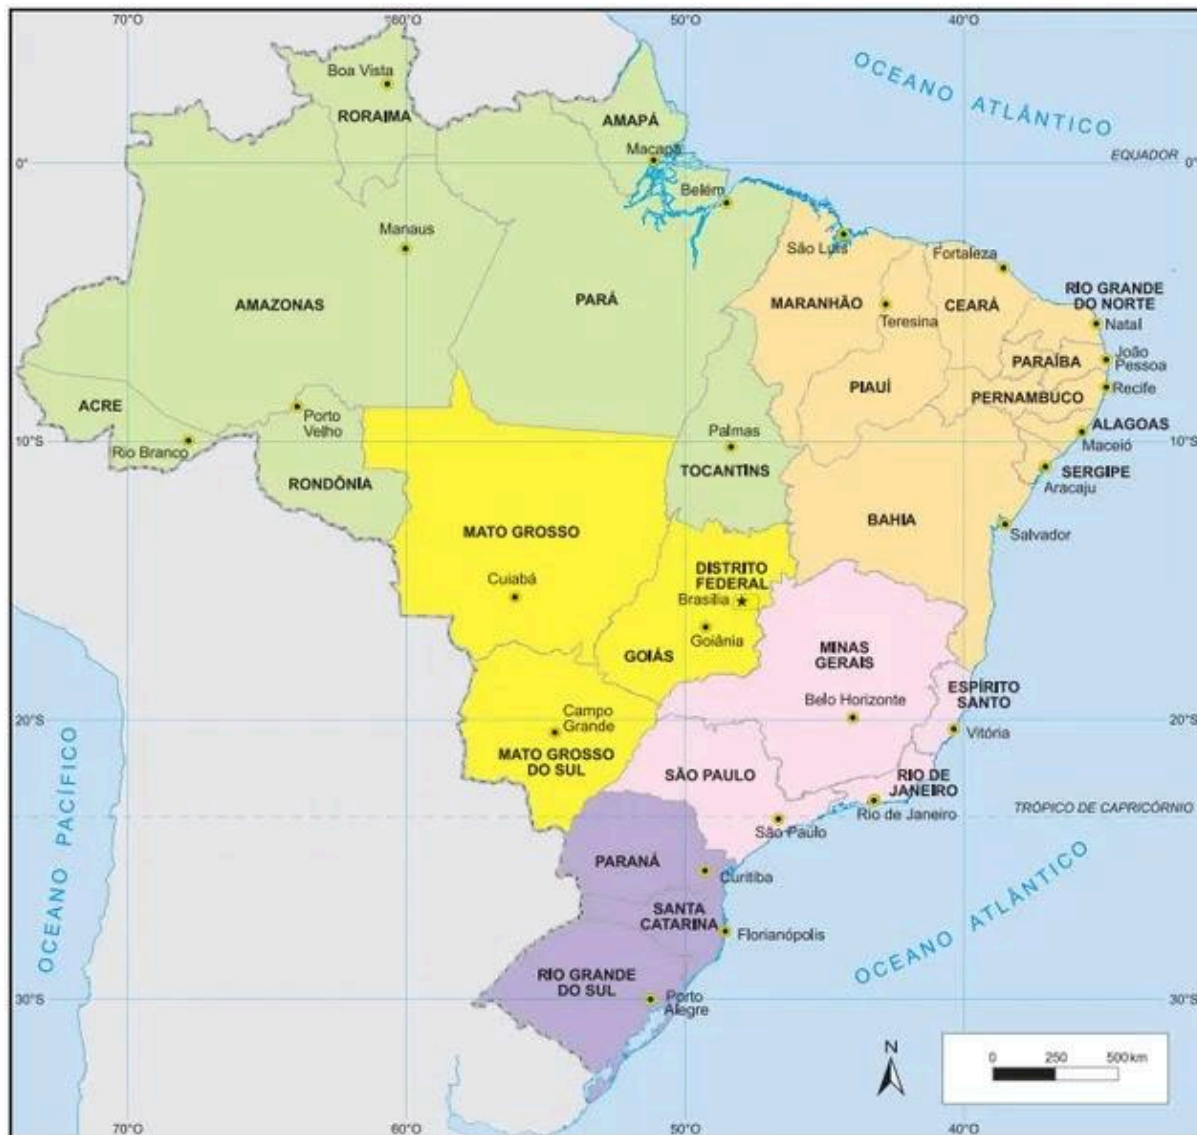 70°O
60°O
50°O
40°O
OCEANO ATLÂNTICO
Boa Vista
RORAIMA
AMAPÁ
Macapá
EQUADOR
0°
0°
Belém
Manaus
São Luís
Fortaleza
AMAZONAS
PARÁ
MARANHÃO
CEARÁ
RIO GRANDE
DO NORTE
Teresina
Natal
PARAÍBA
João
Pessoa
PIAUÍ
PERNAMBUCO
Recife
ACRE
Porto
Velho
Rio Branco
Palmas
ALAGOAS
Maceió
10°S
10°S
RONDÔNIA
TOCANTINS
SERGIPE
Aracaju
MATO GROSSO
BAHIA
Salvador
Cuiabá
DISTRITO
FEDERAL
Brasília
Goiânia
GOIÁS
MINAS
GERAIS
Belo Horizonte
ESPÍRITO
SANTO
Vitória
Campo
Grande
20°S
20°S
MATO GROSSO
DO SUL
SÃO PAULO
RIO DE
JANEIRO
Rio de Janeiro
São Paulo
TRÓPICO DE CAPRICÓRNIO
OCEANO PACÍFICO
PARANÁ
Curitiba
SANTA
CATARINA
Florianópolis
OCEANO ATLÂNTICO
RIO GRANDE
DO SUL
Porto
Alegre
30°S
30°S
N
0 250 500 km
70°O
60°O
50°O
40°O